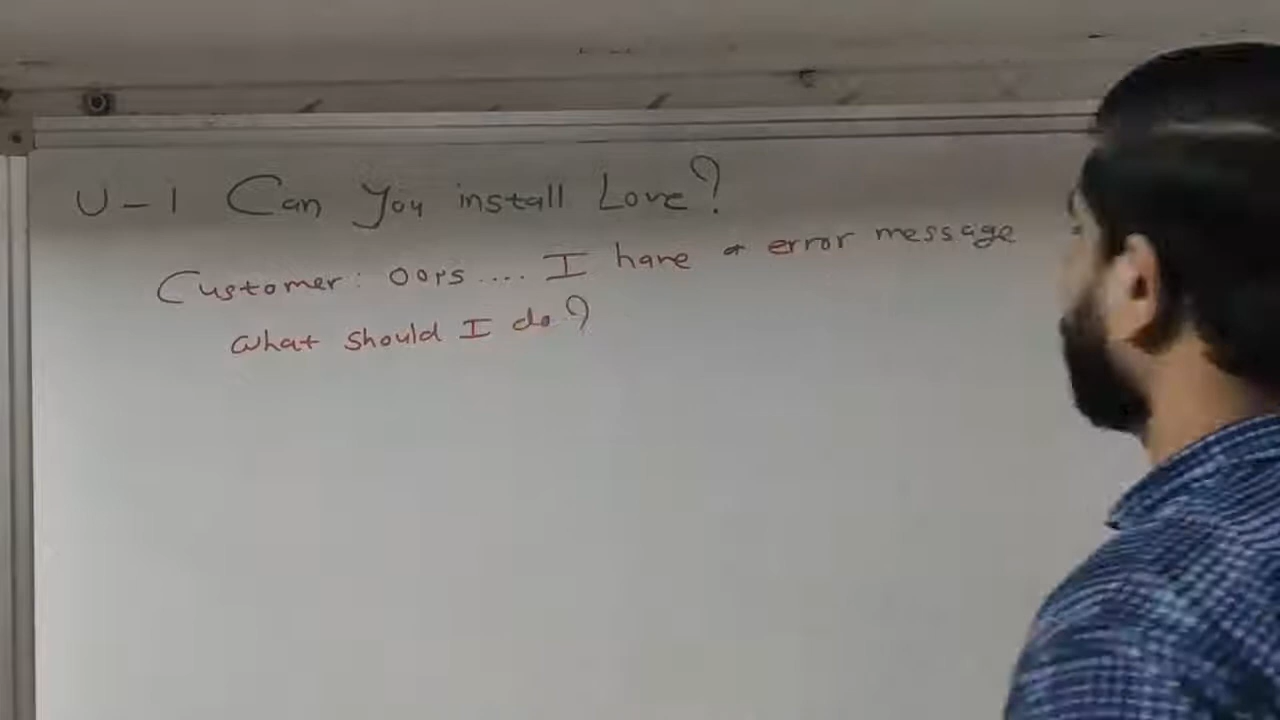 U-1 Can You install Love?
Customer: oops.... I have a error message
what should I do?